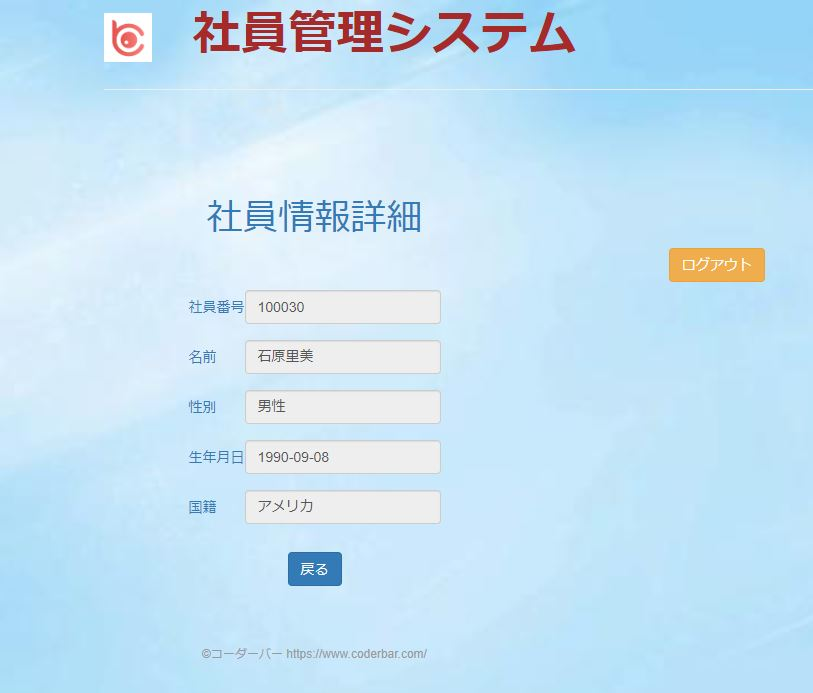 社員管理システム
社員情報詳細
ログアウト
社員番号 100030
名前 石原里美
性別 男性
生年月日 1990-09-08
国籍 アメリカ
戻る
©コーダーバー https://www.coderbar.com/